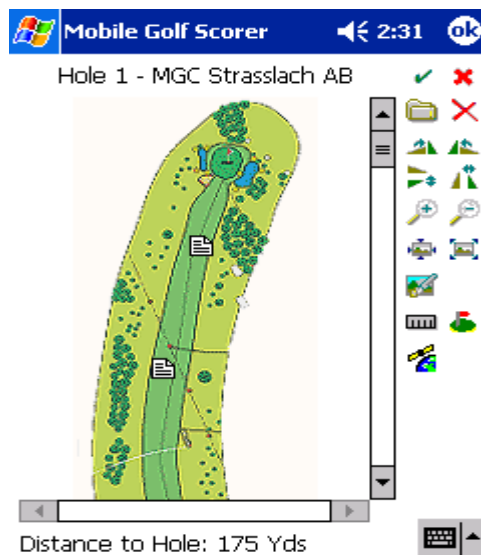 Mobile Golf Scorer 2:31 ok
Hole 1 - MGC Strasslach AB
Distance to Hole: 175 Yds